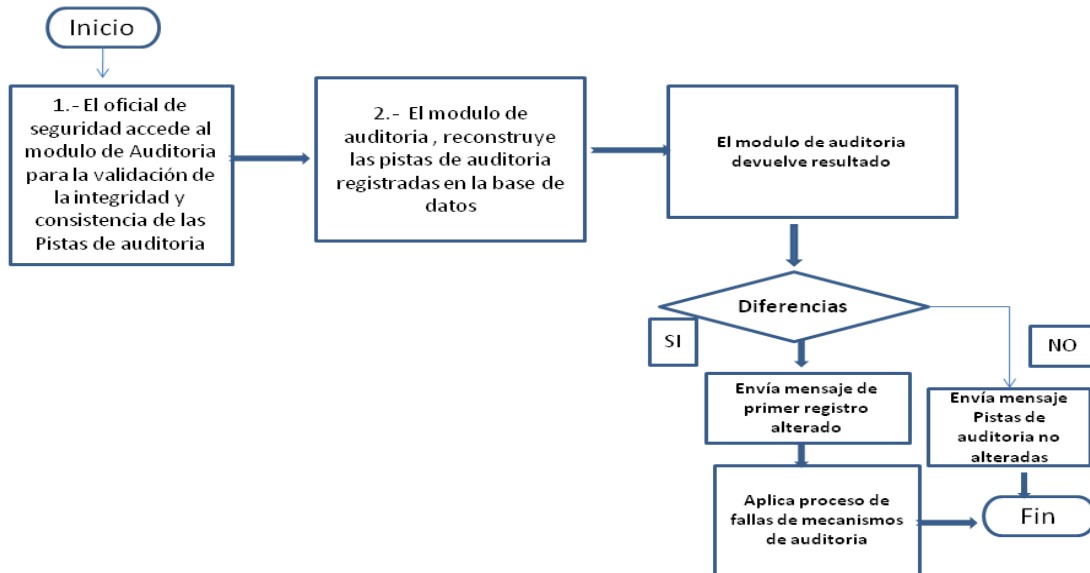 Inicio
1.- El oficial de
seguridad accede al
modulo de Auditoria
para la validación de
la integridad y
consistencia de las
Pistas de auditoria
2.- El modulo de
auditoria , reconstruye
las pistas de auditoria
registradas en la base de
datos
El modulo de auditoria
devuelve resultado
Diferencias
SI
NO
Envía mensaje de
primer registro
alterado
Envía mensaje
Pistas de
auditoria no
alteradas
Aplica proceso de
fallas de mecanismos
de auditoria
Fin